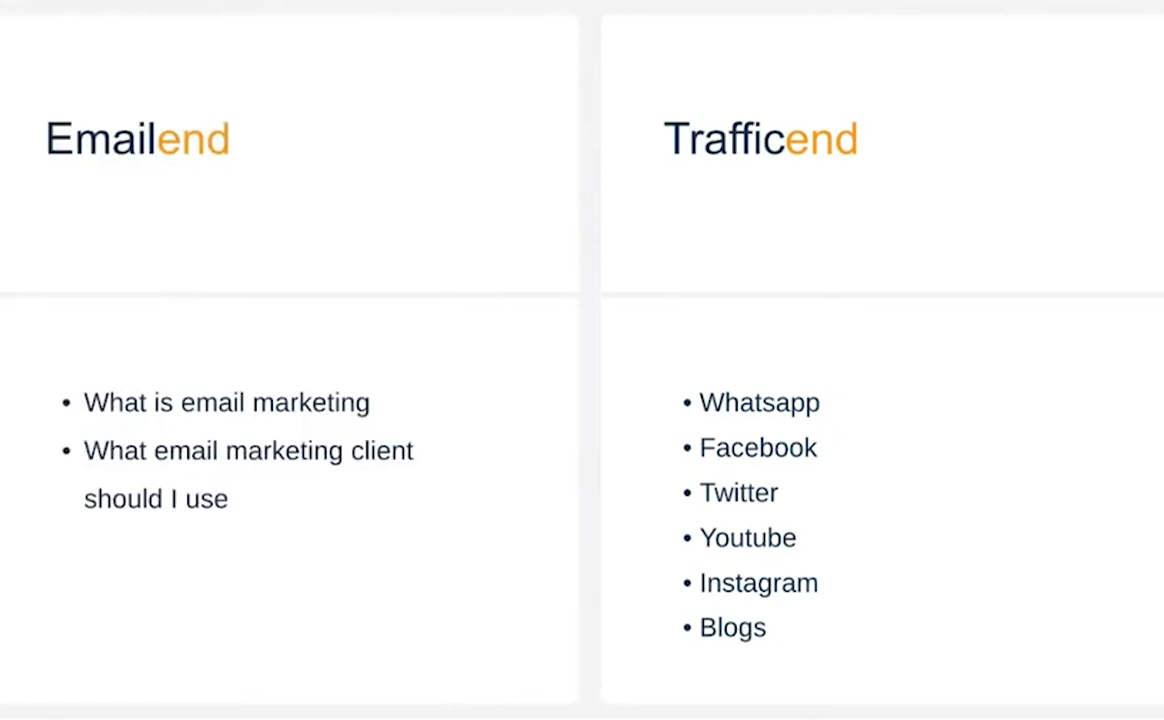 Emailend
• What is email marketing
• What email marketing client
should I use
Trafficend
• Whatsapp
• Facebook
• Twitter
• Youtube
• Instagram
• Blogs